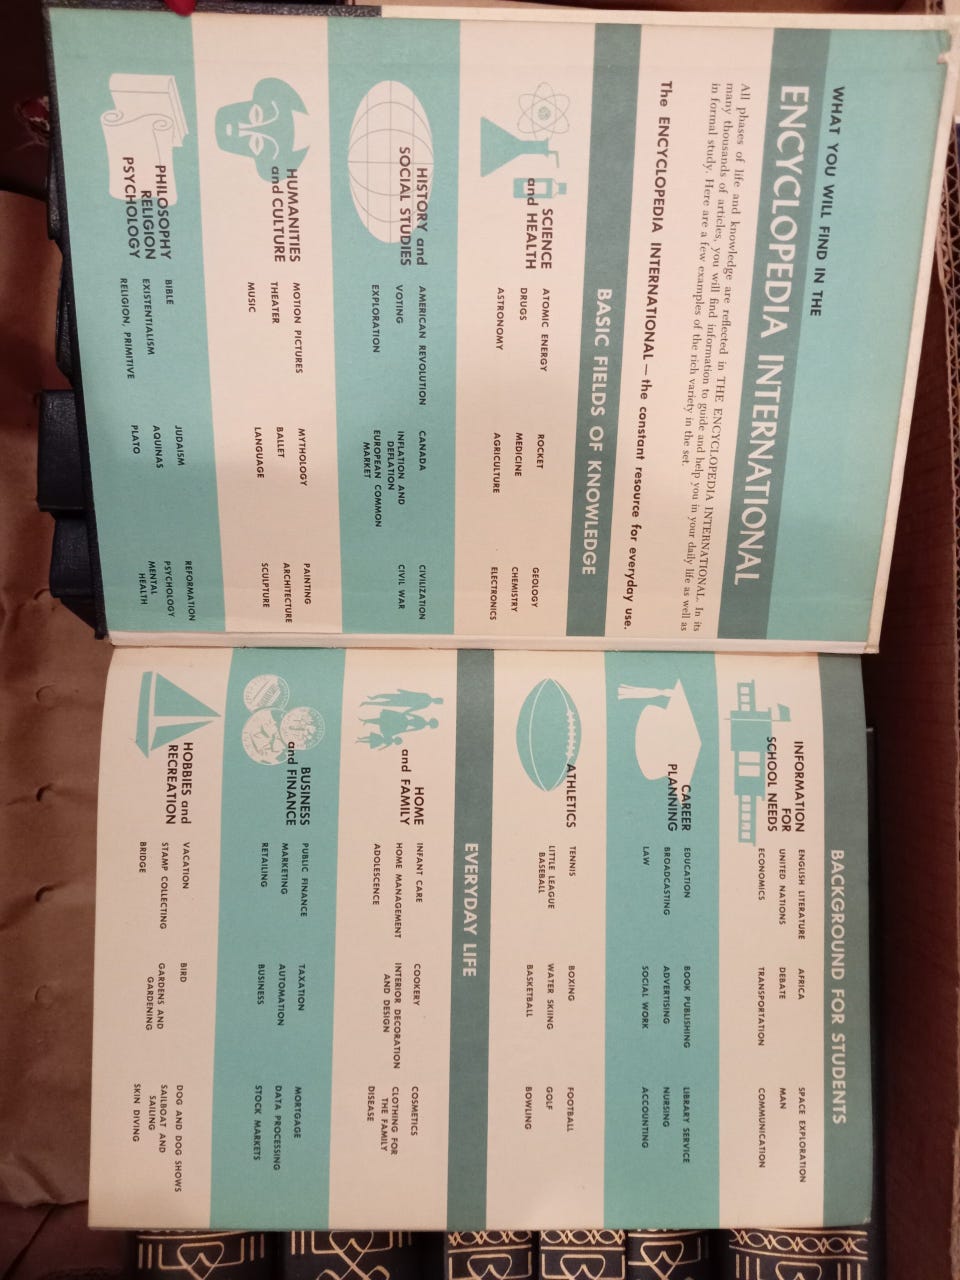 WHAT YOU WILL FIND IN THE
ENCYCLOPEDIA INTERNATIONAL
All phases of life and knowledge are reflected in THE ENCYCLOPEDIA INTERNATIONAL. In its
many thousands of articles, you will find information to guide and help you in your daily life as well as
in formal study. Here are a few examples of the rich variety in the set.
The ENCYCLOPEDIA INTERNATIONAL — the constant resource for everyday use.
BASIC FIELDS OF KNOWLEDGE
SCIENCE
and HEALTH
ATOMIC ENERGY
DRUGS
ASTRONOMY
ROCKET
MEDICINE
AGRICULTURE
GEOLOGY
CHEMISTRY
ELECTRONICS
HISTORY and
SOCIAL STUDIES
AMERICAN REVOLUTION
VOTING
EXPLORATION
CANADA
INFLATION AND
DEFLATION
EUROPEAN COMMON
MARKET
CIVILIZATION
CIVIL WAR
HUMANITIES
and CULTURE
MOTION PICTURES
THEATER
MUSIC
MYTHOLOGY
BALLET
LANGUAGE
PAINTING
ARCHITECTURE
SCULPTURE
PHILOSOPHY
RELIGION
PSYCHOLOGY
BIBLE
EXISTENTIALISM
RELIGION, PRIMITIVE
JUDAISM
AQUINAS
PLATO
REFORMATION
PSYCHOLOGY
MENTAL
HEALTH
BACKGROUND FOR STUDENTS
INFORMATION
FOR
SCHOOL NEEDS
ENGLISH LITERATURE
UNITED NATIONS
ECONOMICS
AFRICA
DEBATE
TRANSPORTATION
SPACE EXPLORATION
MAN
COMMUNICATION
CAREER
PLANNING
EDUCATION
BROADCASTING
LAW
BOOK PUBLISHING
ADVERTISING
SOCIAL WORK
LIBRARY SERVICE
NURSING
ACCOUNTING
ATHLETICS
TENNIS
LITTLE LEAGUE
BASEBALL
BOXING
WATER SKIING
BASKETBALL
FOOTBALL
GOLF
BOWLING
EVERYDAY LIFE
HOME
and FAMILY
INFANT CARE
HOME MANAGEMENT
ADOLESCENCE
COOKERY
INTERIOR DECORATION
AND DESIGN
COSMETICS
CLOTHING FOR
THE FAMILY
DISEASE
BUSINESS
and FINANCE
PUBLIC FINANCE
MARKETING
RETAILING
TAXATION
AUTOMATION
BUSINESS
MORTGAGE
DATA PROCESSING
STOCK MARKETS
HOBBIES and
RECREATION
VACATION
STAMP COLLECTING
BRIDGE
BIRD
GARDENS AND
GARDENING
DOG AND DOG SHOWS
SAILBOAT AND
SAILING
SKIN DIVING